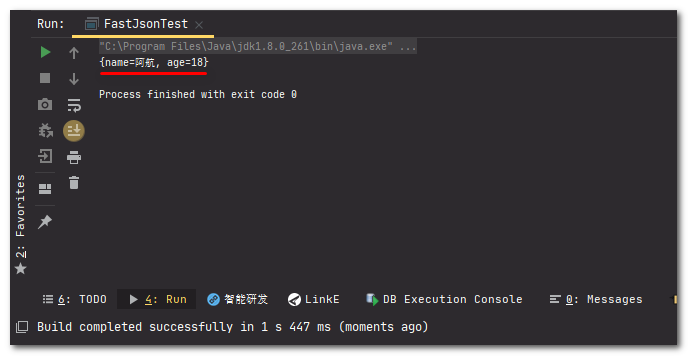 Run: FastJsonTest
"C:\Program Files\Java\jdk1.8.0_261\bin\java.exe" ...
{name=阿航, age=18}
Process finished with exit code 0
2: Favorites
6: TODO 4: Run 智能研发 LinkE DB Execution Console 0: Messages
Build completed successfully in 1 s 447 ms (moments ago)